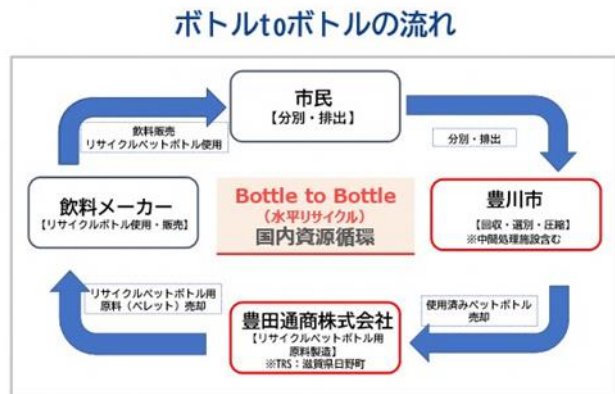 ボトルtoボトルの流れ
市民
【分別・排出】
飲料販売
リサイクルペットボトル使用
分別・排出
飲料メーカー
【リサイクルボトル使用・販売】
Bottle to Bottle
（水平リサイクル）
国内資源循環
豊川市
【回収・選別・圧縮】
※中間処理施設含む
リサイクルペットボトル用
原料（ペレット）売却
豊田通商株式会社
【リサイクルペットボトル用
原料製造】
※TRS：滋賀県日野町
使用済みペットボトル
売却